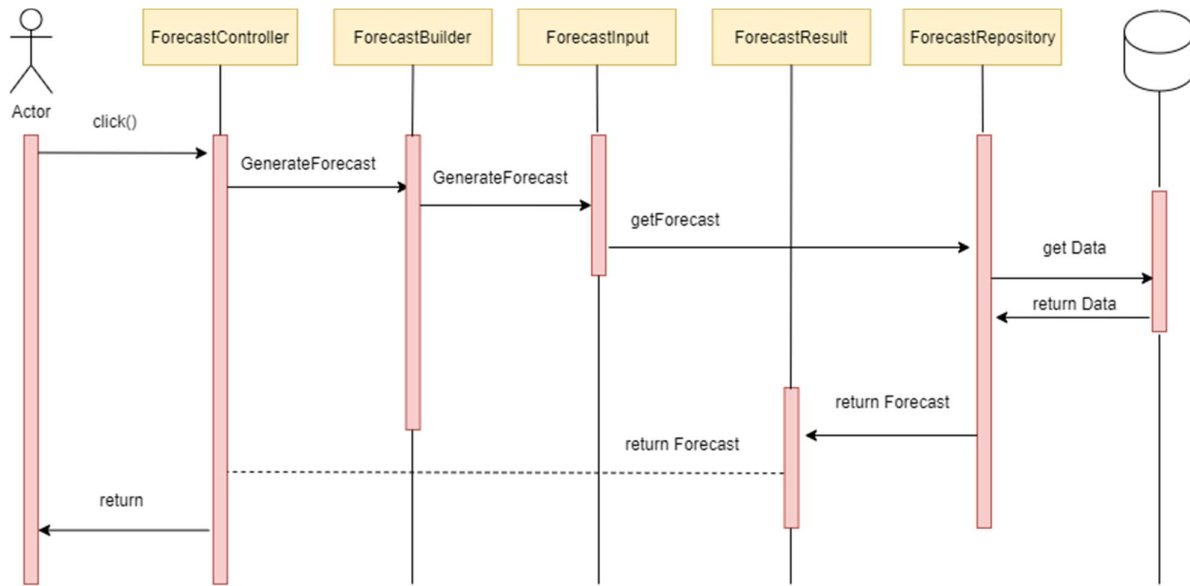 ForecastController
ForecastBuilder
ForecastInput
ForecastResult
ForecastRepository
Actor
click()
GenerateForecast
GenerateForecast
getForecast
get Data
return Data
return Forecast
return Forecast
return